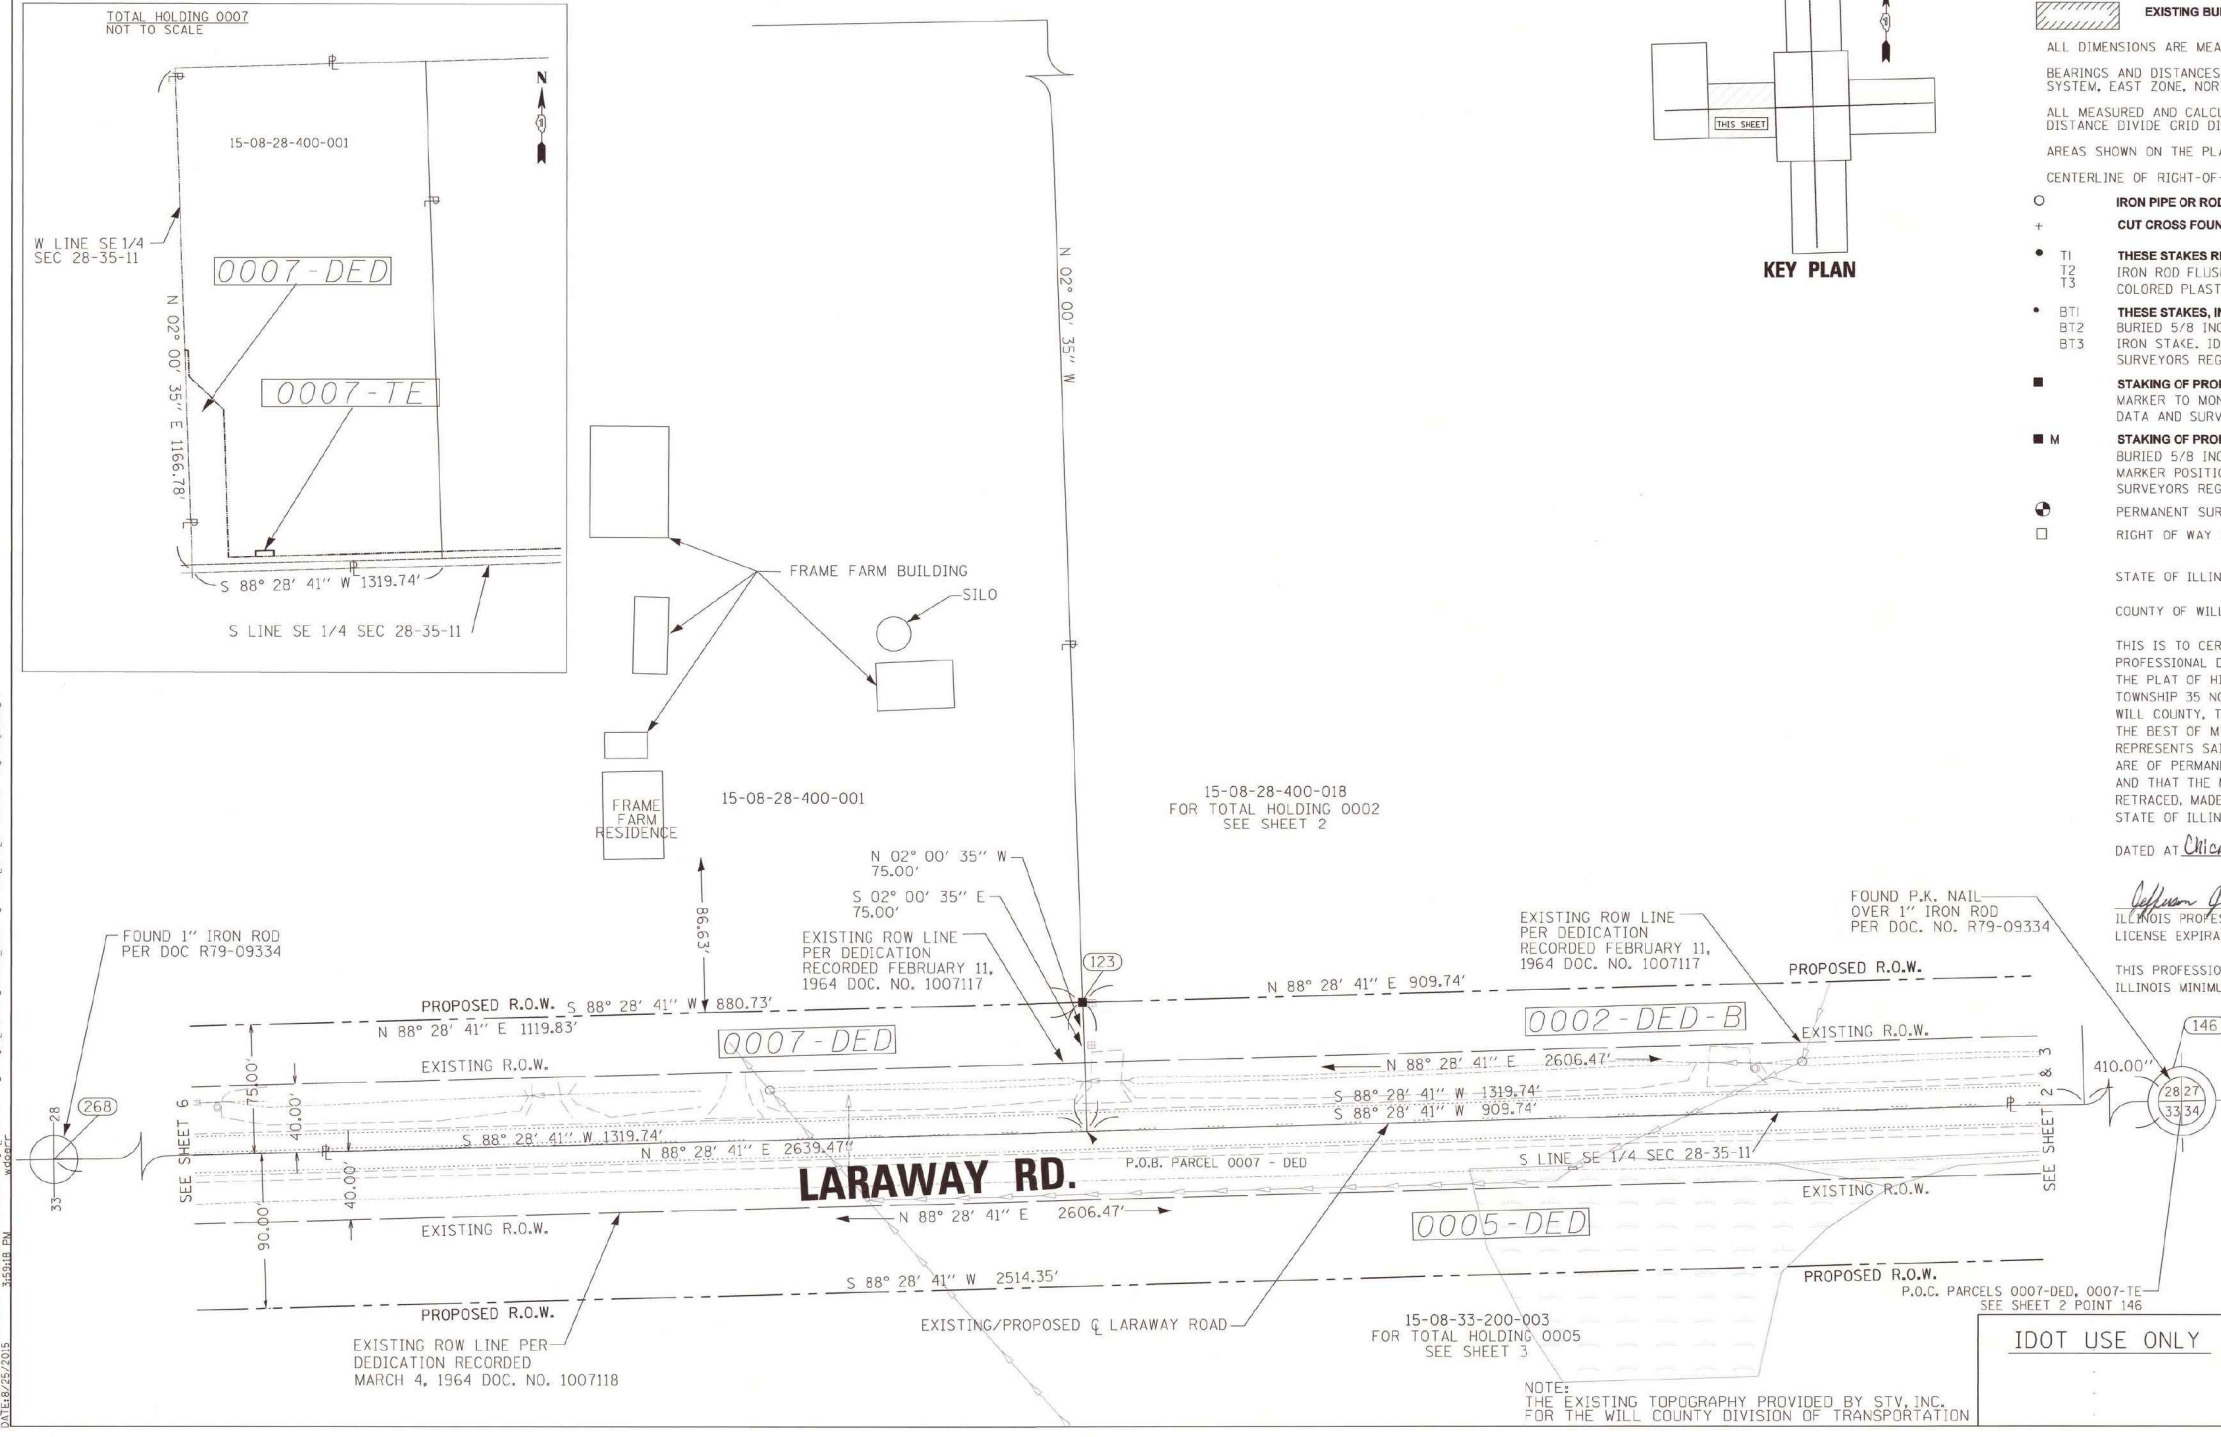 TOTAL HOLDING 0007
NOT TO SCALE
15-08-28-400-001
N
W LINE SE 1/4
SEC 28-35-11
0007-DED
0007-TE
N 02° 00' 35" E 1166.78'
S 88° 28' 41" W 1319.74'
S LINE SE 1/4 SEC 28-35-11
N 02° 00' 35" W
THIS SHEET
KEY PLAN
FRAME FARM BUILDING
SILO
FRAME
FARM
RESIDENCE
15-08-28-400-001
15-08-28-400-018
FOR TOTAL HOLDING 0002
SEE SHEET 2
86.63'
N 02° 00' 35" W
75.00'
S 02° 00' 35" E
75.00'
EXISTING ROW LINE
PER DEDICATION
RECORDED FEBRUARY 11,
1964 DOC. NO. 1007117
123
EXISTING ROW LINE
PER DEDICATION
RECORDED FEBRUARY 11,
1964 DOC. NO. 1007117
FOUND P.K. NAIL
OVER 1" IRON ROD
PER DOC. NO. R79-09334
FOUND 1" IRON ROD
PER DOC R79-09334
PROPOSED R.O.W.
S 88° 28' 41" W 880.73'
N 88° 28' 41" E 1119.83'
N 88° 28' 41" E 909.74'
PROPOSED R.O.W.
0007-DED
0002-DED-B
EXISTING R.O.W.
EXISTING R.O.W.
N 88° 28' 41" E 2606.47'
S 88° 28' 41" W 1319.74'
S 88° 28' 41" W 909.74'
75.00'
40.00'
40.00'
90.00'
268
28
33
SEE SHEET 6
S 88° 28' 41" W 1319.74'
N 88° 28' 41" E 2639.47"
LARAWAY RD.
P.O.B. PARCEL 0007 - DED
S LINE SE 1/4 SEC 28-35-11
SEE SHEET 2 & 3
410.00"
146
28 27
33 34
EXISTING R.O.W.
EXISTING R.O.W.
N 88° 28' 41" E 2606.47'
0005-DED
S 88° 28' 41" W 2514.35'
PROPOSED R.O.W.
PROPOSED R.O.W.
P.O.C. PARCELS 0007-DED, 0007-TE
SEE SHEET 2 POINT 146
EXISTING ROW LINE PER
DEDICATION RECORDED
MARCH 4, 1964 DOC. NO. 1007118
EXISTING/PROPOSED ℄ LARAWAY ROAD
15-08-33-200-003
FOR TOTAL HOLDING 0005
SEE SHEET 3
NOTE:
THE EXISTING TOPOGRAPHY PROVIDED BY STV, INC.
FOR THE WILL COUNTY DIVISION OF TRANSPORTATION
IDOT USE ONLY
EXISTING BU
ALL DIMENSIONS ARE MEA
BEARINGS AND DISTANCES
SYSTEM, EAST ZONE, NOR
ALL MEASURED AND CALCU
DISTANCE DIVIDE GRID DI
AREAS SHOWN ON THE PLA
CENTERLINE OF RIGHT-OF-
IRON PIPE OR ROD
+ CUT CROSS FOUN
T1 THESE STAKES R
T2 IRON ROD FLUS
T3 COLORED PLAST
BT1 THESE STAKES, I
BT2 BURIED 5/8 INC
BT3 IRON STAKE. ID
SURVEYORS REG
STAKING OF PRO
MARKER TO MON
DATA AND SURV
M STAKING OF PRO
BURIED 5/8 INC
MARKER POSITI
SURVEYORS REG
PERMANENT SUR
RIGHT OF WAY
STATE OF ILLIN
COUNTY OF WILL
THIS IS TO CER
PROFESSIONAL D
THE PLAT OF HI
TOWNSHIP 35 NO
WILL COUNTY, T
THE BEST OF M
REPRESENTS SAI
ARE OF PERMAN
AND THAT THE
RETRACED, MADE
STATE OF ILLIN
DATED AT Chica
Jefferson
ILLINOIS PROFES
LICENSE EXPIRA
THIS PROFESSIO
ILLINOIS MINIMU
DATE:8/25/2015 3:59:18 PM